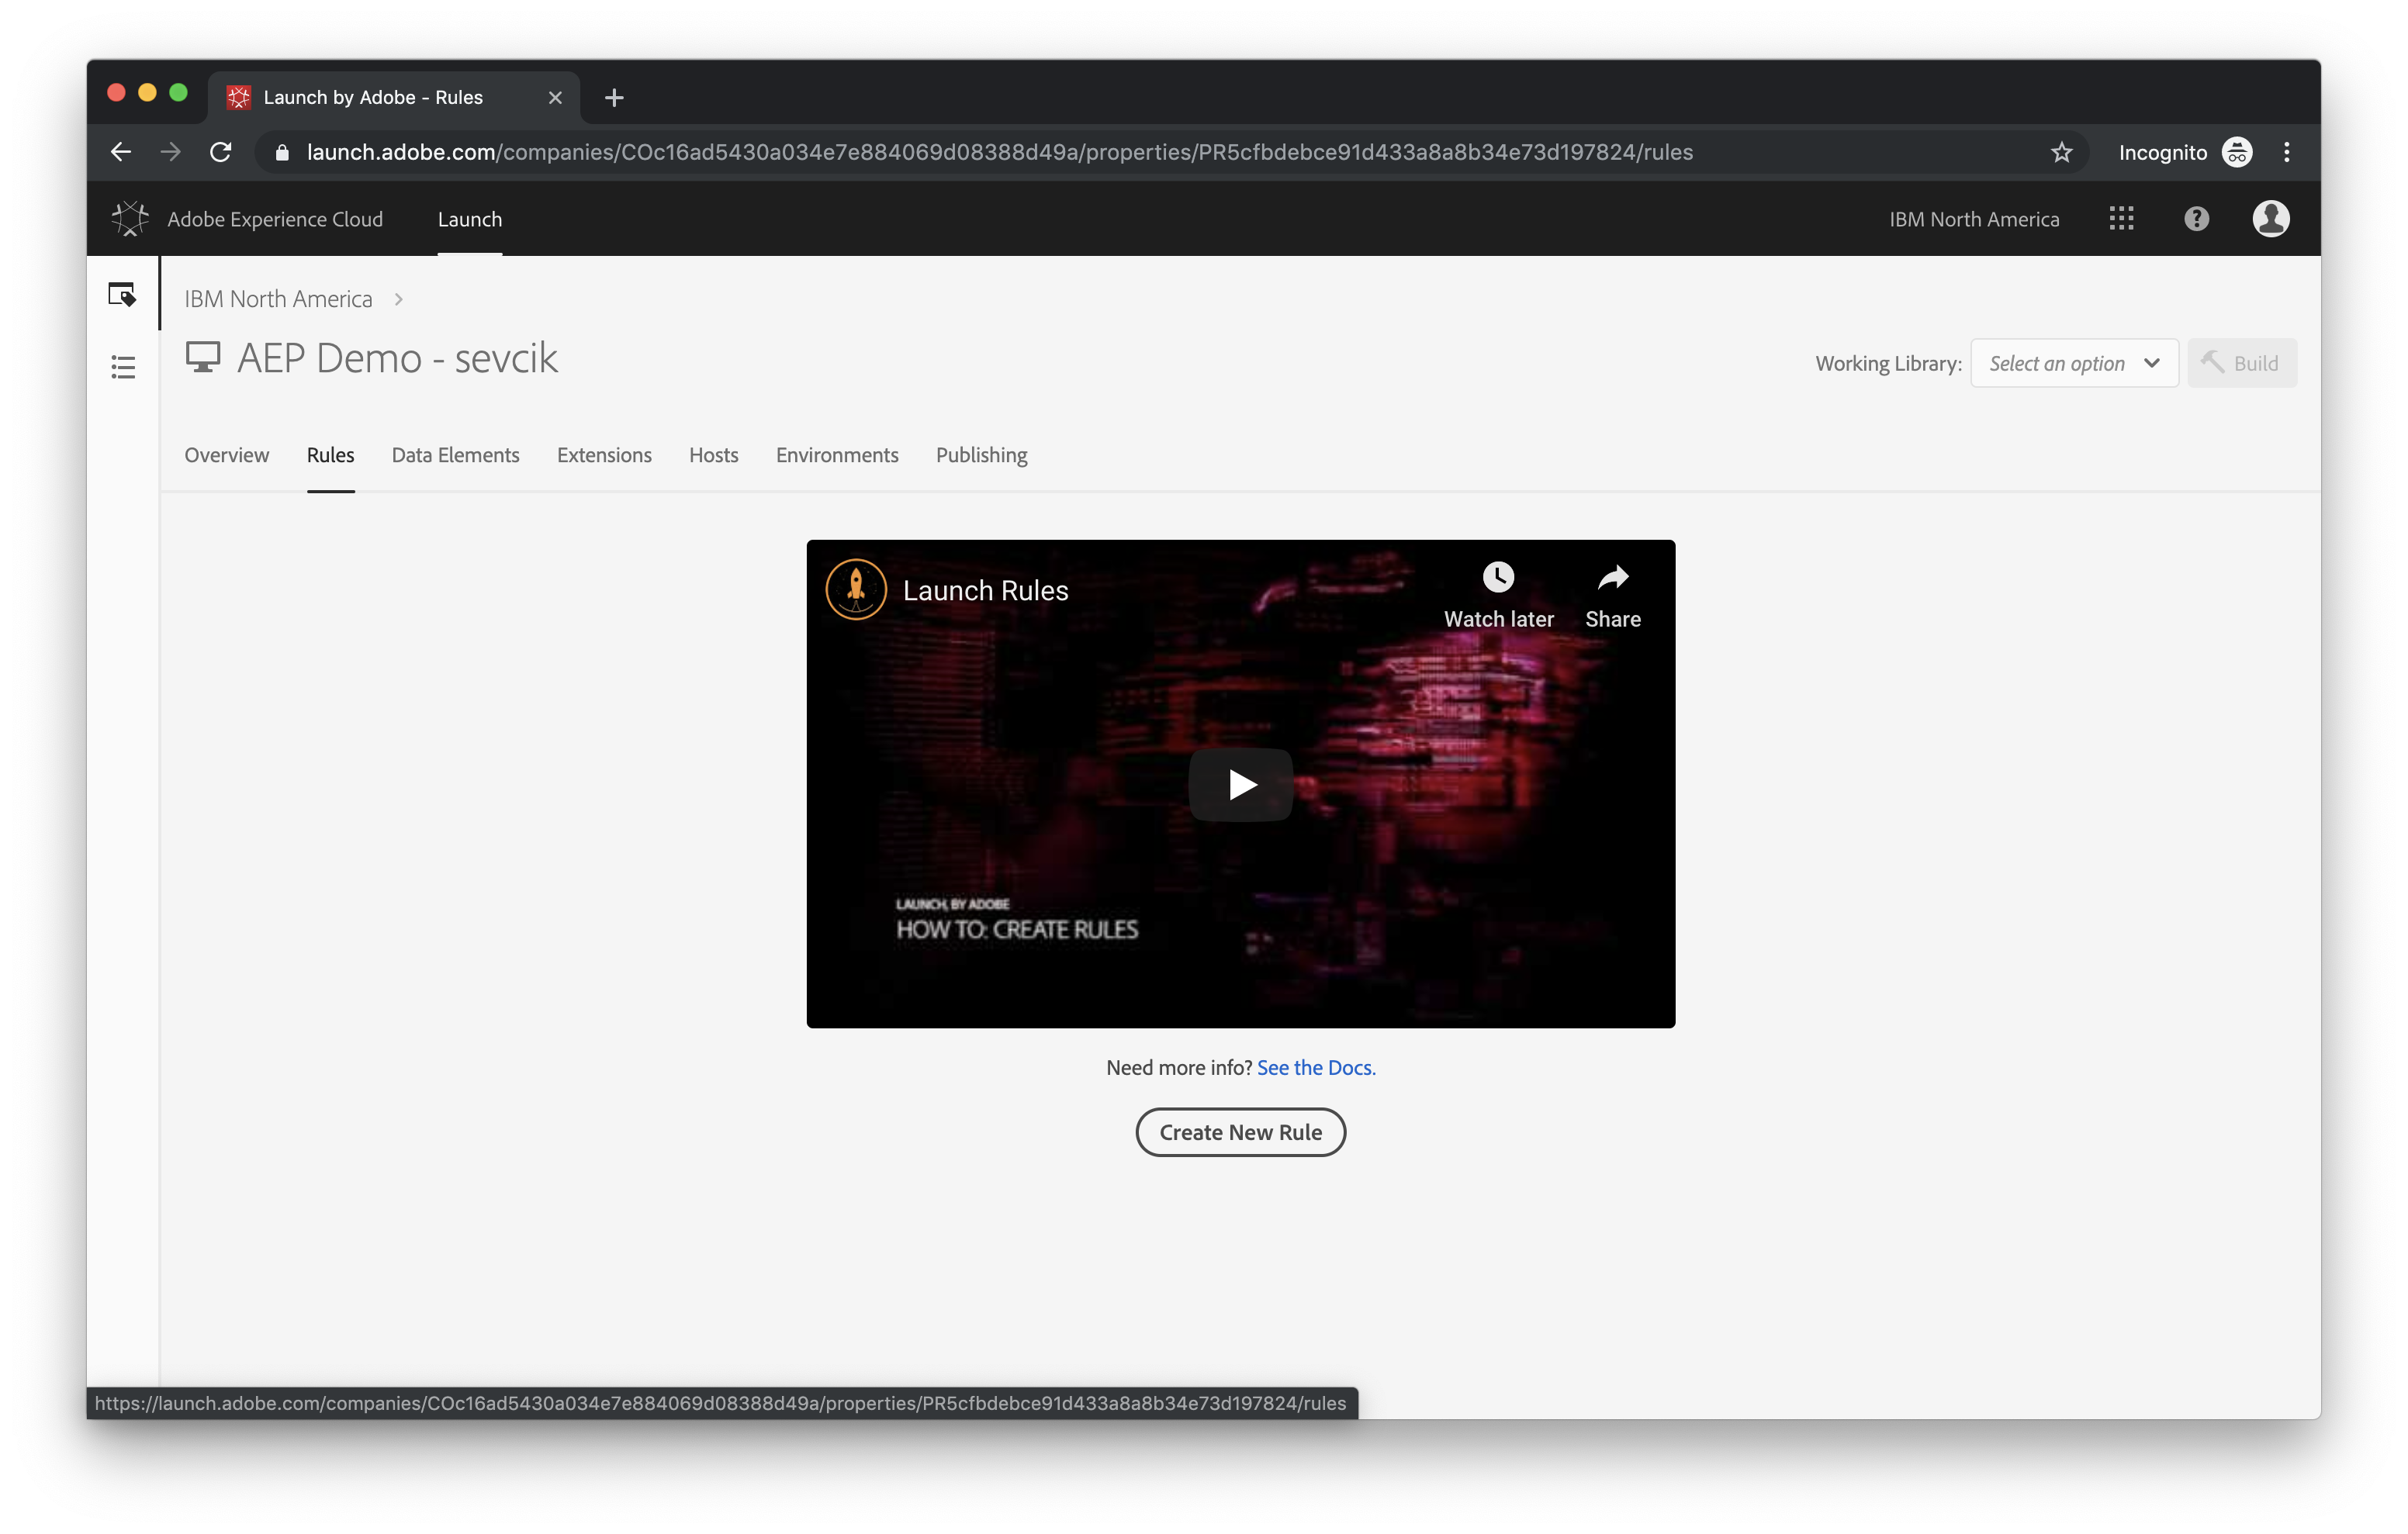 Launch by Adobe - Rules
launch.adobe.com/companies/COc16ad5430a034e7e884069d08388d49a/properties/PR5cfbdebce91d433a8a8b34e73d197824/rules
Incognito
Adobe Experience Cloud
Launch
IBM North America
IBM North America
AEP Demo - sevcik
Working Library:
Select an option
Build
Overview
Rules
Data Elements
Extensions
Hosts
Environments
Publishing
Launch Rules
Watch later
Share
LAUNCH, BY ADOBE
HOW TO: CREATE RULES
Need more info? See the Docs.
Create New Rule
https://launch.adobe.com/companies/COc16ad5430a034e7e884069d08388d49a/properties/PR5cfbdebce91d433a8a8b34e73d197824/rules